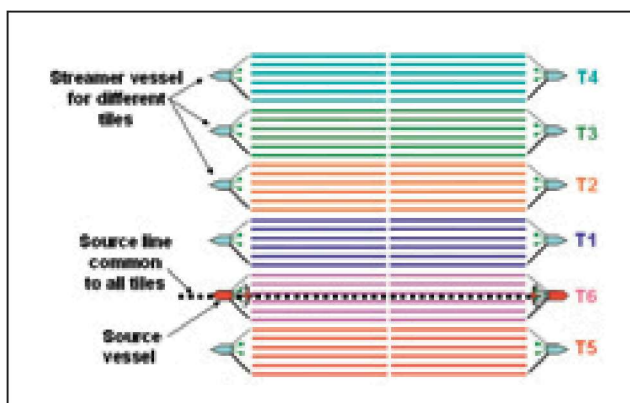 Streamer vessel
for different
tiles
T4
T3
T2
Source line
common
to all tiles
T1
T6
Source
vessel
T5